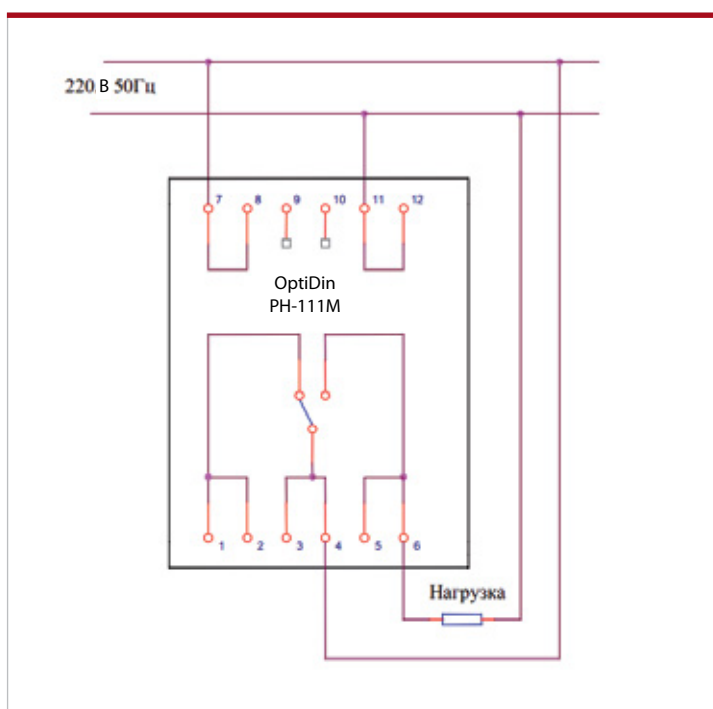 220 В 50Гц
7 8 9 10 11 12
OptiDin
РН-111М
1 2 3 4 5 6
Нагрузка